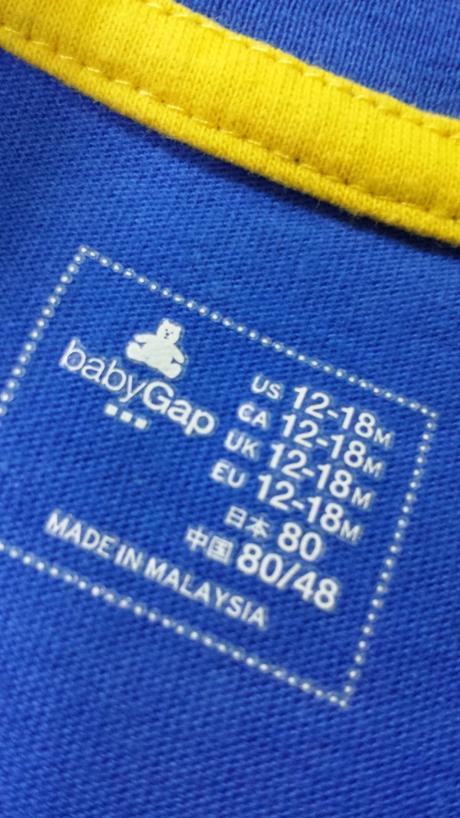 babyGap
US 12-18M
CA 12-18M
UK 12-18M
EU 12-18M
日本 80
中国 80/48
MADE IN MALAYSIA